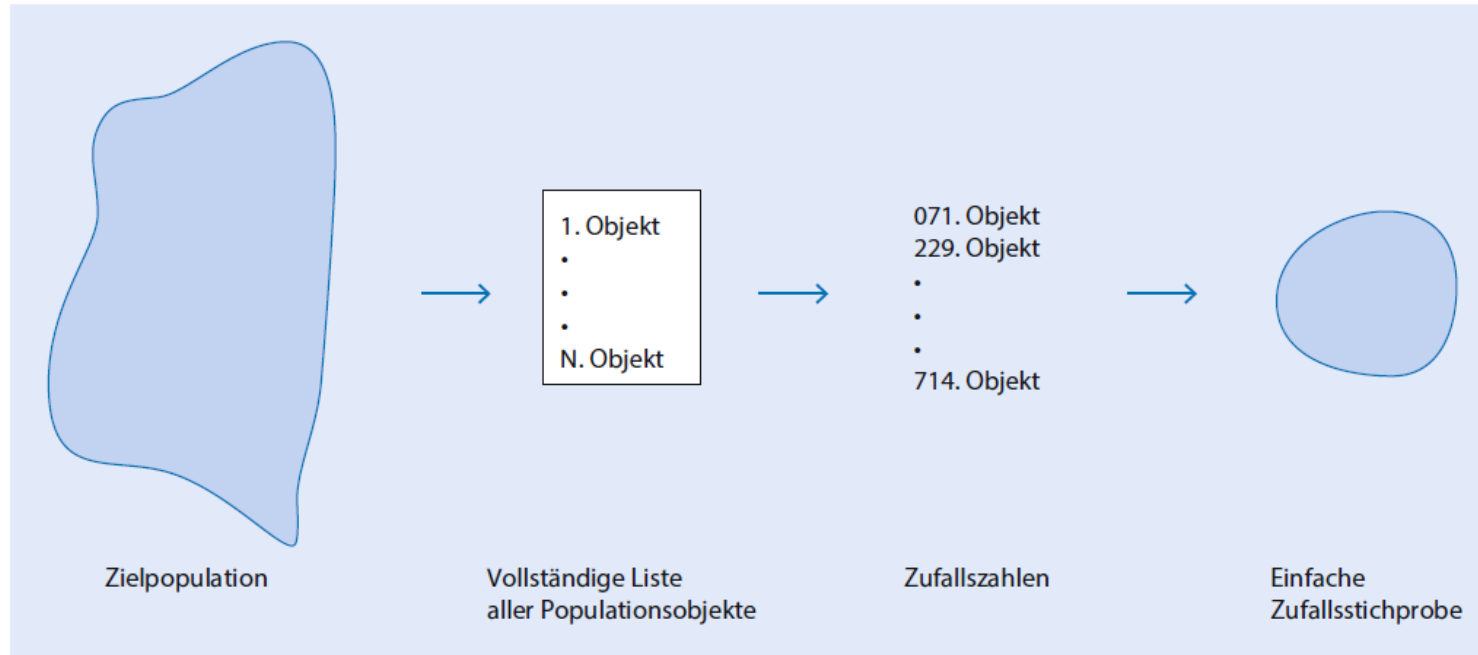 1. Objekt
•
•
•
N. Objekt
071. Objekt
229. Objekt
•
•
•
714. Objekt
Zielpopulation
Vollständige Liste
aller Populationsobjekte
Zufallszahlen
Einfache
Zufallsstichprobe